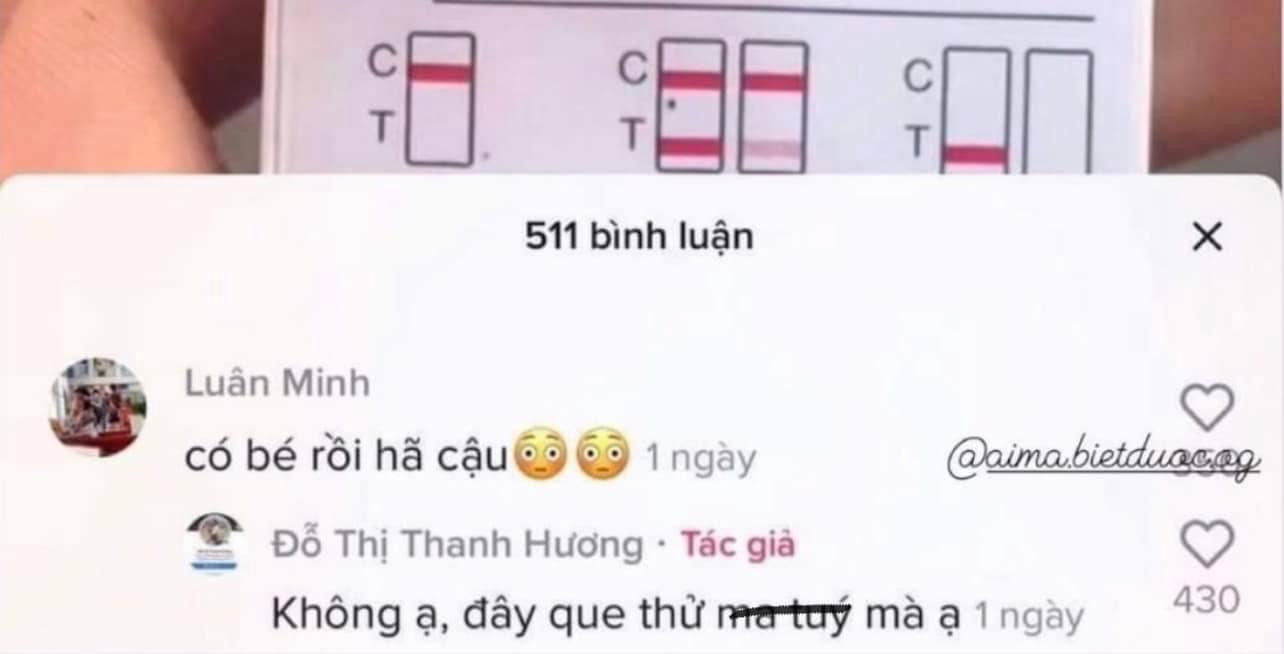 C C C
T T T
511 bình luận
Luân Minh
có bé rồi hã cậu😳😳 1 ngày
@aima.bietduoc.og
Đỗ Thị Thanh Hương · Tác giả
Không ạ, đây que thử ma tuý mà ạ 1 ngày
430